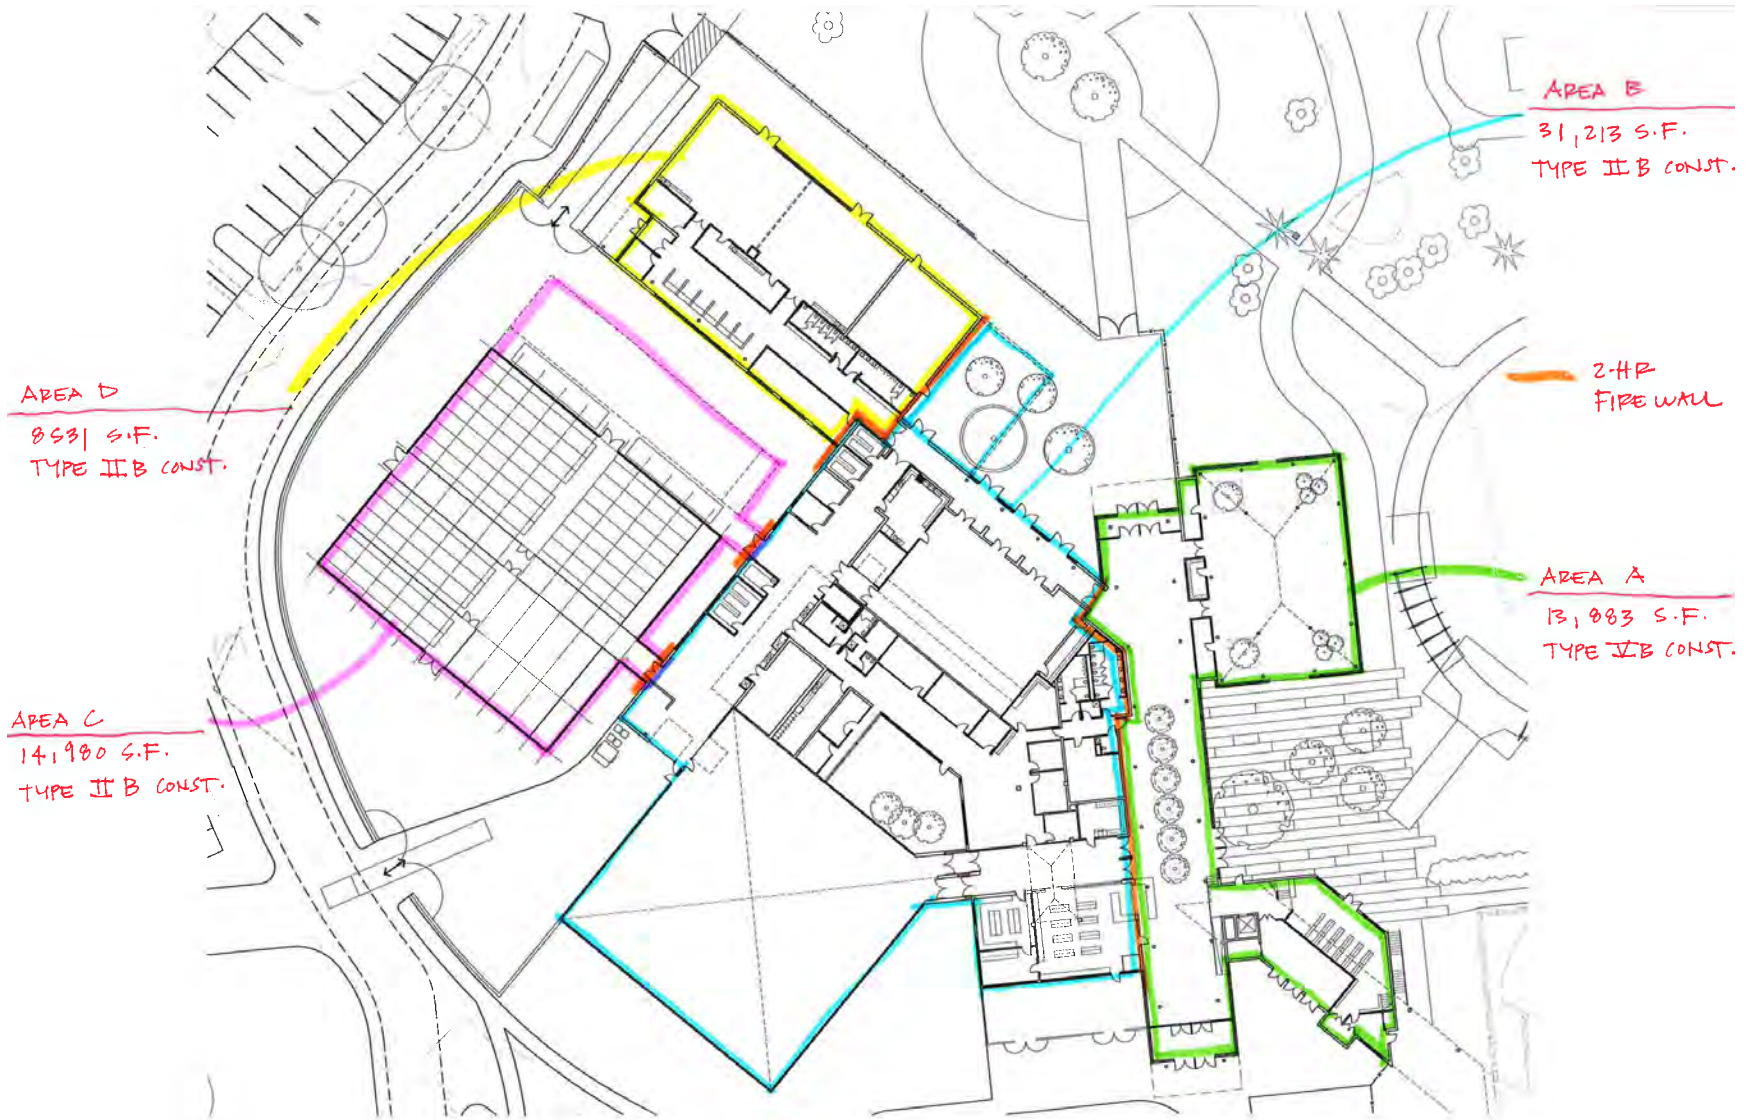 AREA B
31,213 S.F.
TYPE II B CONST.
2-HR
FIRE WALL
AREA D
8531 S.F.
TYPE II B CONST.
AREA A
13,883 S.F.
TYPE V B CONST.
AREA C
14,980 S.F.
TYPE II B CONST.